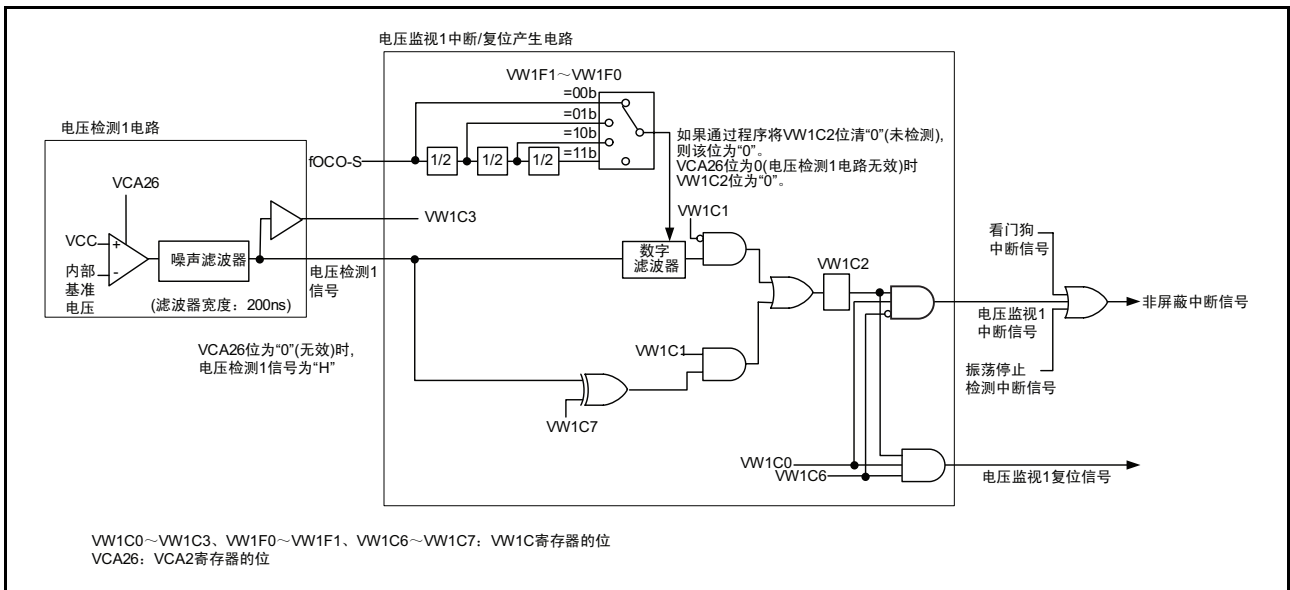 电压监视1中断/复位产生电路
VW1F1～VW1F0
=00b
=01b
=10b
=11b
电压检测1电路
fOCO-S
1/2
1/2
1/2
如果通过程序将VW1C2位清“0”(未检测),
则该位为“0”。
VCA26位为0(电压检测1电路无效)时
VW1C2位为“0”。
VCA26
VW1C3
VW1C1
VCC
+
-
内部
基准
电压
噪声滤波器
(滤波器宽度：200ns)
电压检测1
信号
数字
滤波器
VW1C2
看门狗
中断信号
电压监视1
中断信号
非屏蔽中断信号
振荡停止
检测中断信号
VCA26位为“0”(无效)时,
电压检测1信号为“H”
VW1C1
VW1C7
VW1C0
VW1C6
电压监视1复位信号
VW1C0～VW1C3、VW1F0～VW1F1、VW1C6～VW1C7：VW1C寄存器的位
VCA26：VCA2寄存器的位